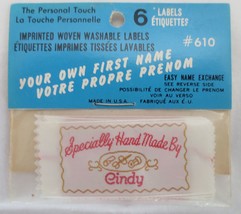 The Personal Touch
La Touche Personnelle
6 LABELS
ÉTIQUETTES
IMPRINTED WOVEN WASHABLE LABELS
ÉTIQUETTES IMPRIMES TISSÉES LAVABLES
#610
YOUR OWN FIRST NAME
VOTRE PROPRE PRENOM
EASY NAME EXCHANGE
SEE REVERSE SIDE
POSSIBILITÉ DE CHANGER LE PRENOM
VOIR AU VERSO
MADE IN U.S.A.
FABRIQUÉ AUX É.U.
Specially Hand Made By
Cindy